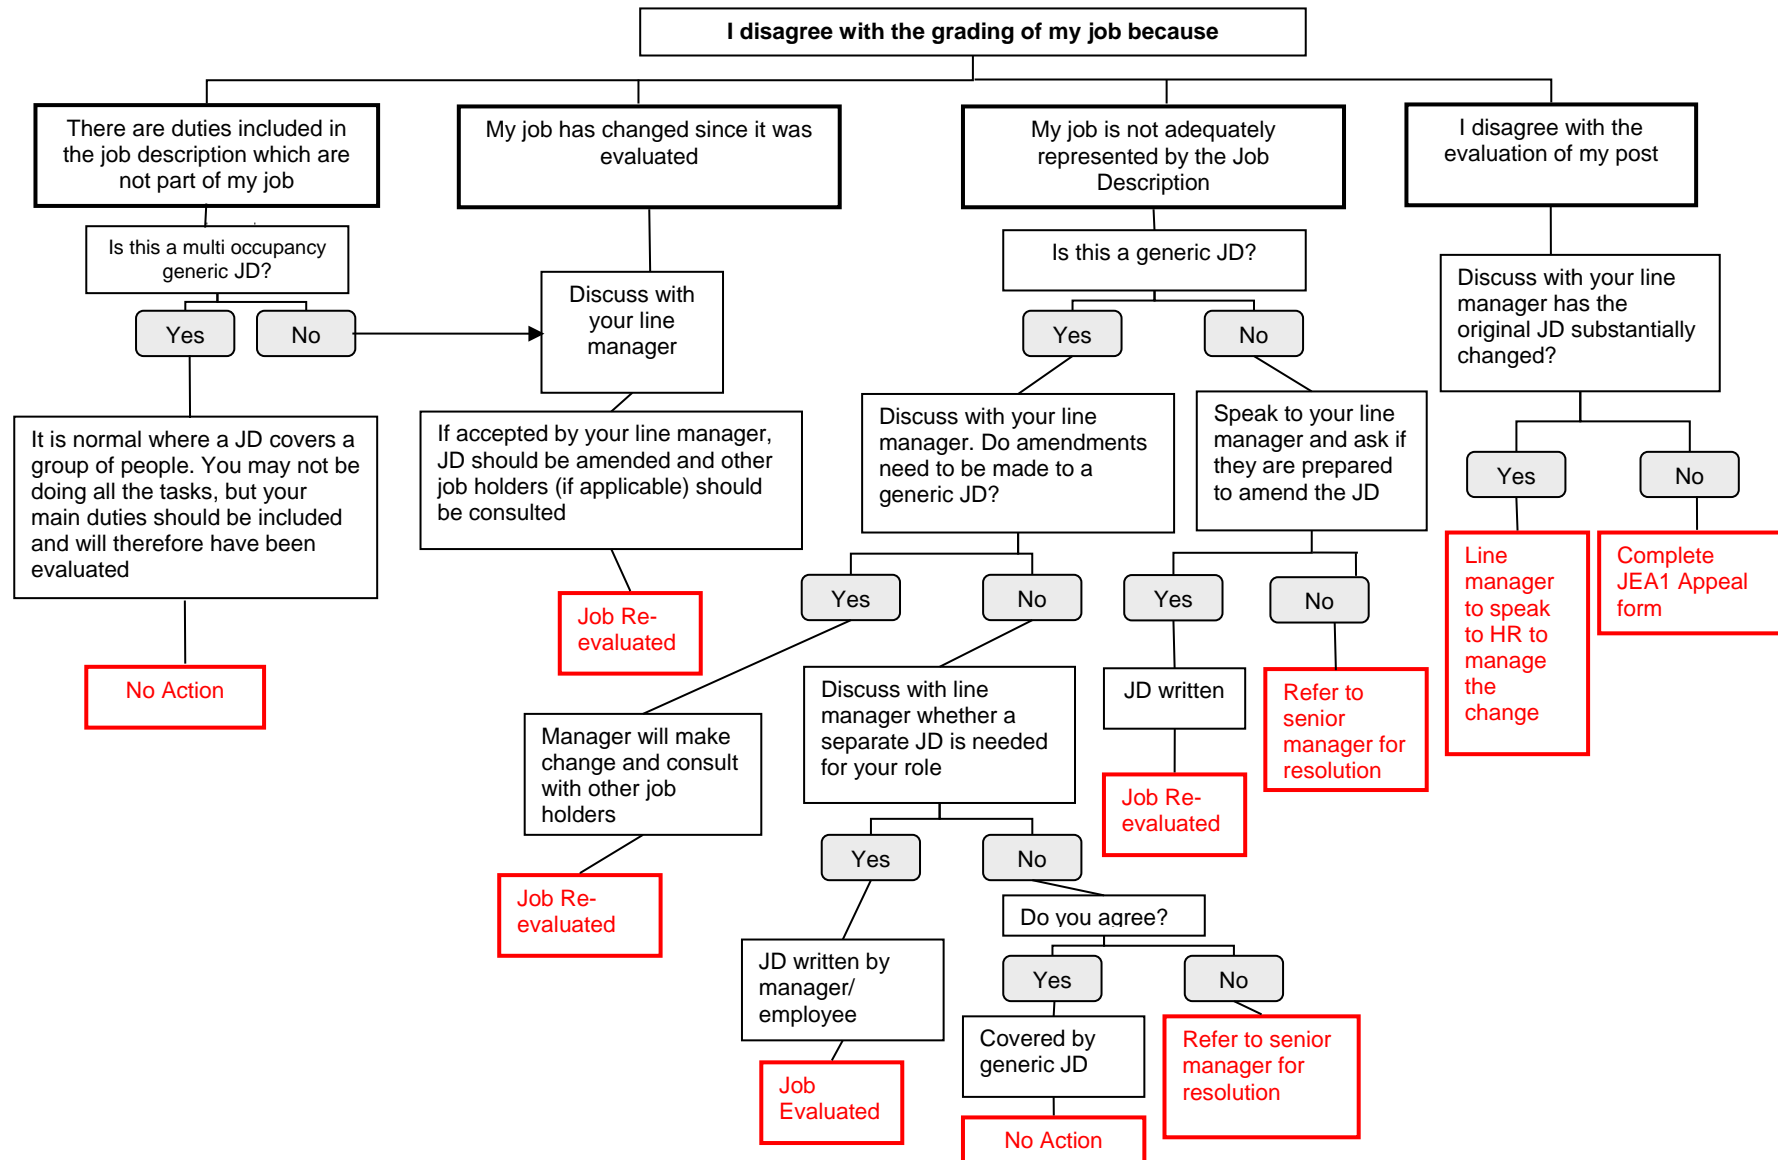 I disagree with the grading of my job because
There are duties included in
the job description which are
not part of my job
My job has changed since it was
evaluated
My job is not adequately
represented by the Job
Description
I disagree with the
evaluation of my post
Is this a multi occupancy
generic JD?
Yes
No
Discuss with
your line
manager
Is this a generic JD?
Yes
No
Discuss with your line
manager has the
original JD substantially
changed?
Yes
No
It is normal where a JD covers a
group of people. You may not be
doing all the tasks, but your
main duties should be included
and will therefore have been
evaluated
No Action
If accepted by your line manager,
JD should be amended and other
job holders (if applicable) should
be consulted
Job Re-
evaluated
Discuss with your line
manager. Do amendments
need to be made to a
generic JD?
Yes
No
Speak to your line
manager and ask if
they are prepared
to amend the JD
Yes
No
Line
manager
to speak
to HR to
manage
the
change
Complete
JEA1 Appeal
form
Manager will make
change and consult
with other job
holders
Job Re-
evaluated
Discuss with line
manager whether a
separate JD is needed
for your role
Yes
No
JD written
Job Re-
evaluated
Refer to
senior
manager for
resolution
JD written by
manager/
employee
Job
Evaluated
Do you agree?
Yes
No
Covered by
generic JD
No Action
Refer to senior
manager for
resolution